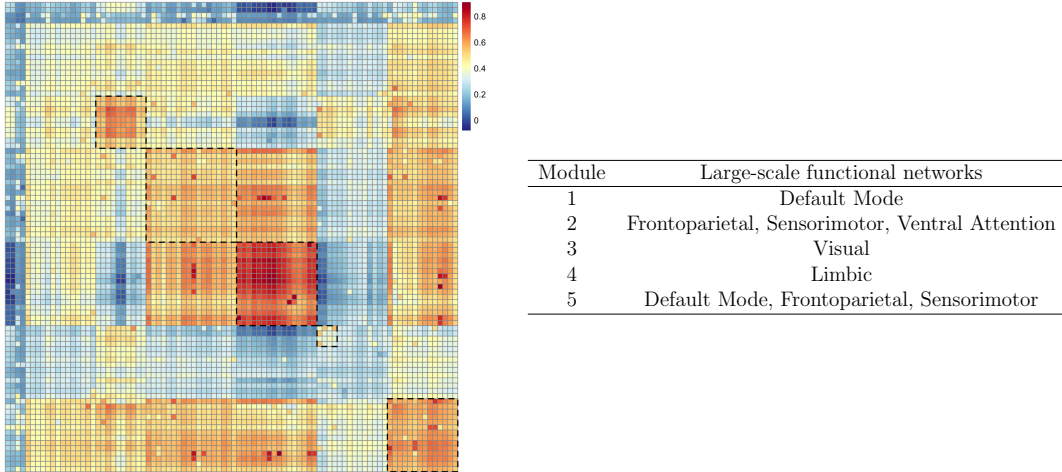 0.8
0.6
0.4
0.2
0
Module Large-scale functional networks
1 Default Mode
2 Frontoparietal, Sensorimotor, Ventral Attention
3 Visual
4 Limbic
5 Default Mode, Frontoparietal, Sensorimotor